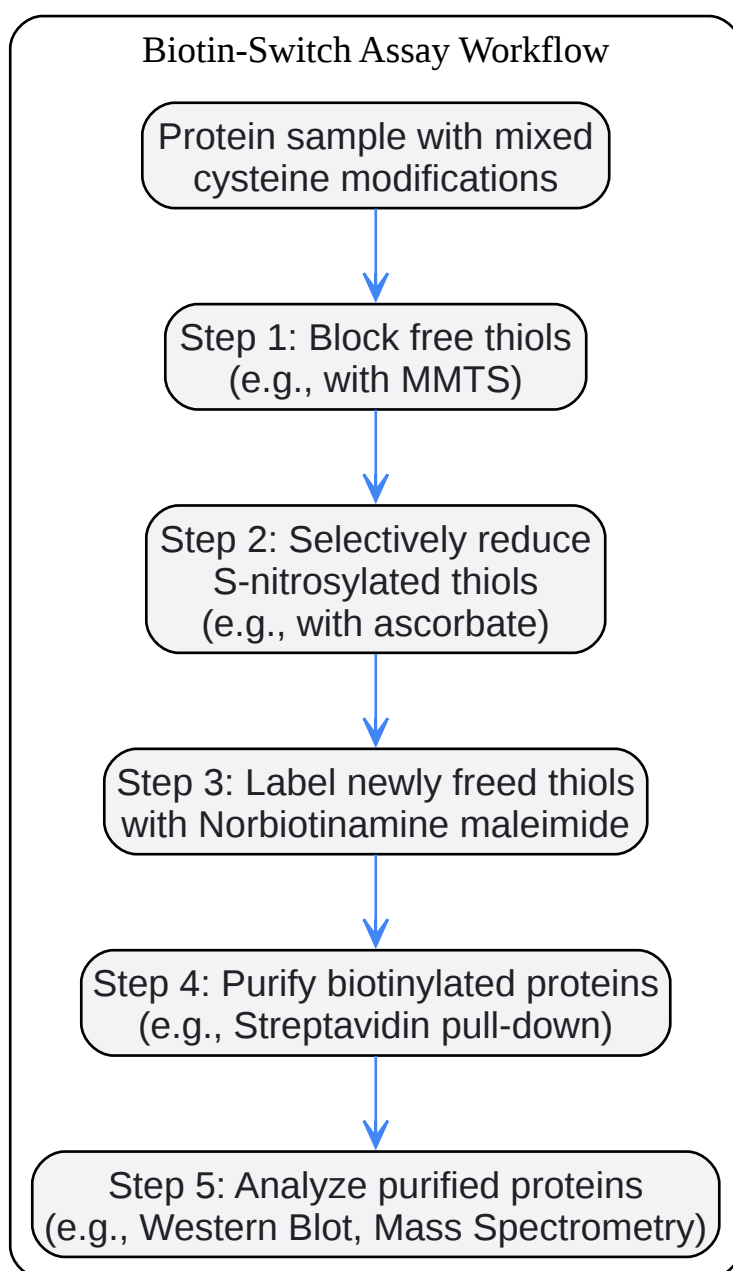 Biotin-Switch Assay Workflow
Protein sample with mixed
cysteine modifications
Step 1: Block free thiols
(e.g., with MMTS)
Step 2: Selectively reduce
S-nitrosylated thiols
(e.g., with ascorbate)
Step 3: Label newly freed thiols
with Norbiotinamine maleimide
Step 4: Purify biotinylated proteins
(e.g., Streptavidin pull-down)
Step 5: Analyze purified proteins
(e.g., Western Blot, Mass Spectrometry)